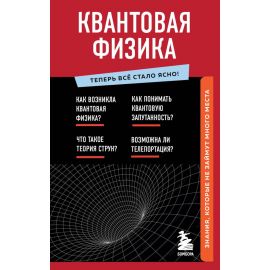 КВАНТОВАЯ
ФИЗИКА
ТЕПЕРЬ ВСЁ СТАЛО ЯСНО!
КАК ВОЗНИКЛА
КВАНТОВАЯ
ФИЗИКА?
КАК ПОНИМАТЬ
КВАНТОВУЮ
ЗАПУТАННОСТЬ?
ЧТО ТАКОЕ
ТЕОРИЯ СТРУН?
ВОЗМОЖНА ЛИ
ТЕЛЕПОРТАЦИЯ?
ЗНАНИЯ, КОТОРЫЕ НЕ ЗАЙМУТ МНОГО МЕСТА
БОМБОРА